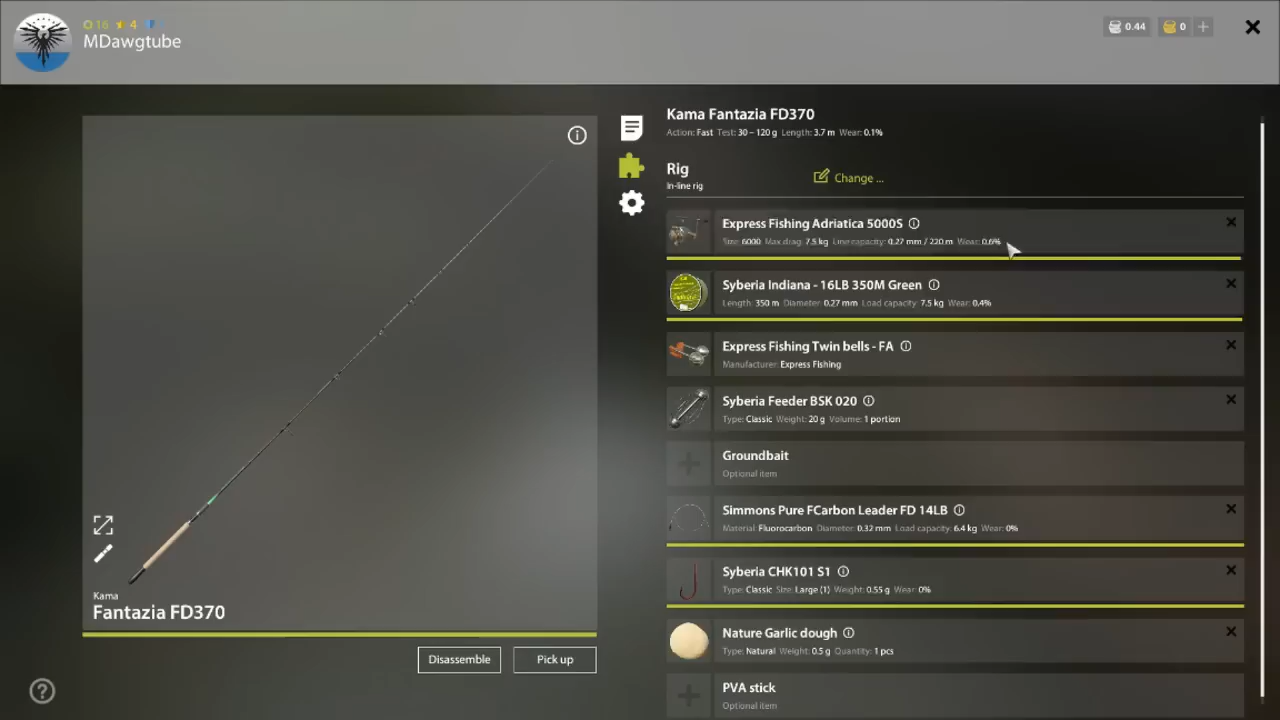 16 4
MDawgtube
0.44
0
Kama Fantazia FD370
Action: Fast Test: 30 – 120 g Length: 3.7 m Wear: 0.1%
Rig
In-line rig
Change ...
Express Fishing Adriatica 5000S
Size: 6000 Max drag: 7.5 kg Line capacity: 0.27 mm / 220 m Wear: 0.6%
Syberia Indiana - 16LB 350M Green
Length: 350 m Diameter: 0.27 mm Load capacity: 7.5 kg Wear: 0.4%
Express Fishing Twin bells - FA
Manufacturer: Express Fishing
Syberia Feeder BSK 020
Type: Classic Weight: 20 g Volume: 1 portion
Groundbait
Optional item
Simmons Pure FCarbon Leader FD 14LB
Material: Fluorocarbon Diameter: 0.32 mm Load capacity: 6.4 kg Wear: 0%
Syberia CHK101 S1
Type: Classic Size: Large (1) Weight: 0.55 g Wear: 0%
Nature Garlic dough
Type: Natural Weight: 0.5 g Quantity: 1 pcs
PVA stick
Optional item
Kama
Fantazia FD370
Disassemble
Pick up